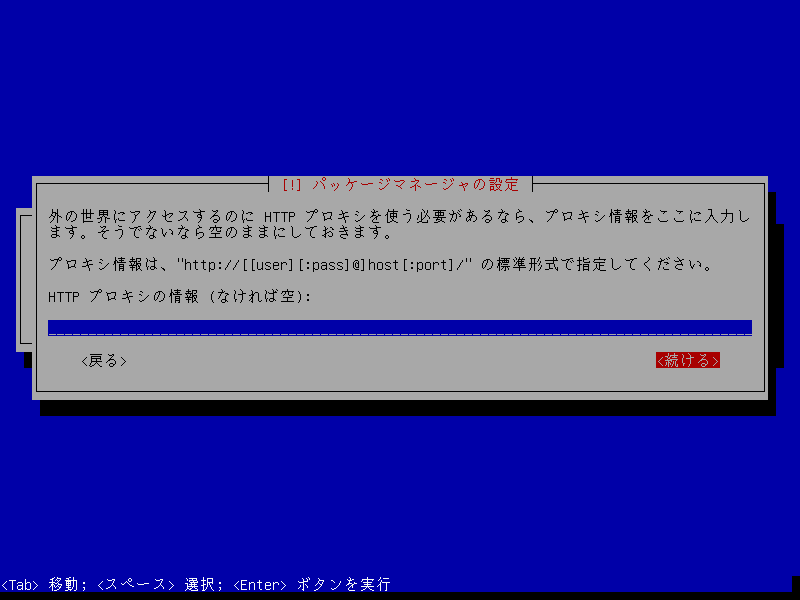 [!] パッケージマネージャの設定
外の世界にアクセスするのに HTTP プロキシを使う必要があるなら、プロキシ情報をここに入力し
ます。そうでないなら空のままにしておきます。
プロキシ情報は、"http://[[user][:pass]@]host[:port]/" の標準形式で指定してください。
HTTP プロキシの情報 (なければ空):
<戻る> <続ける>
<Tab> 移動; <スペース> 選択; <Enter> ボタンを実行